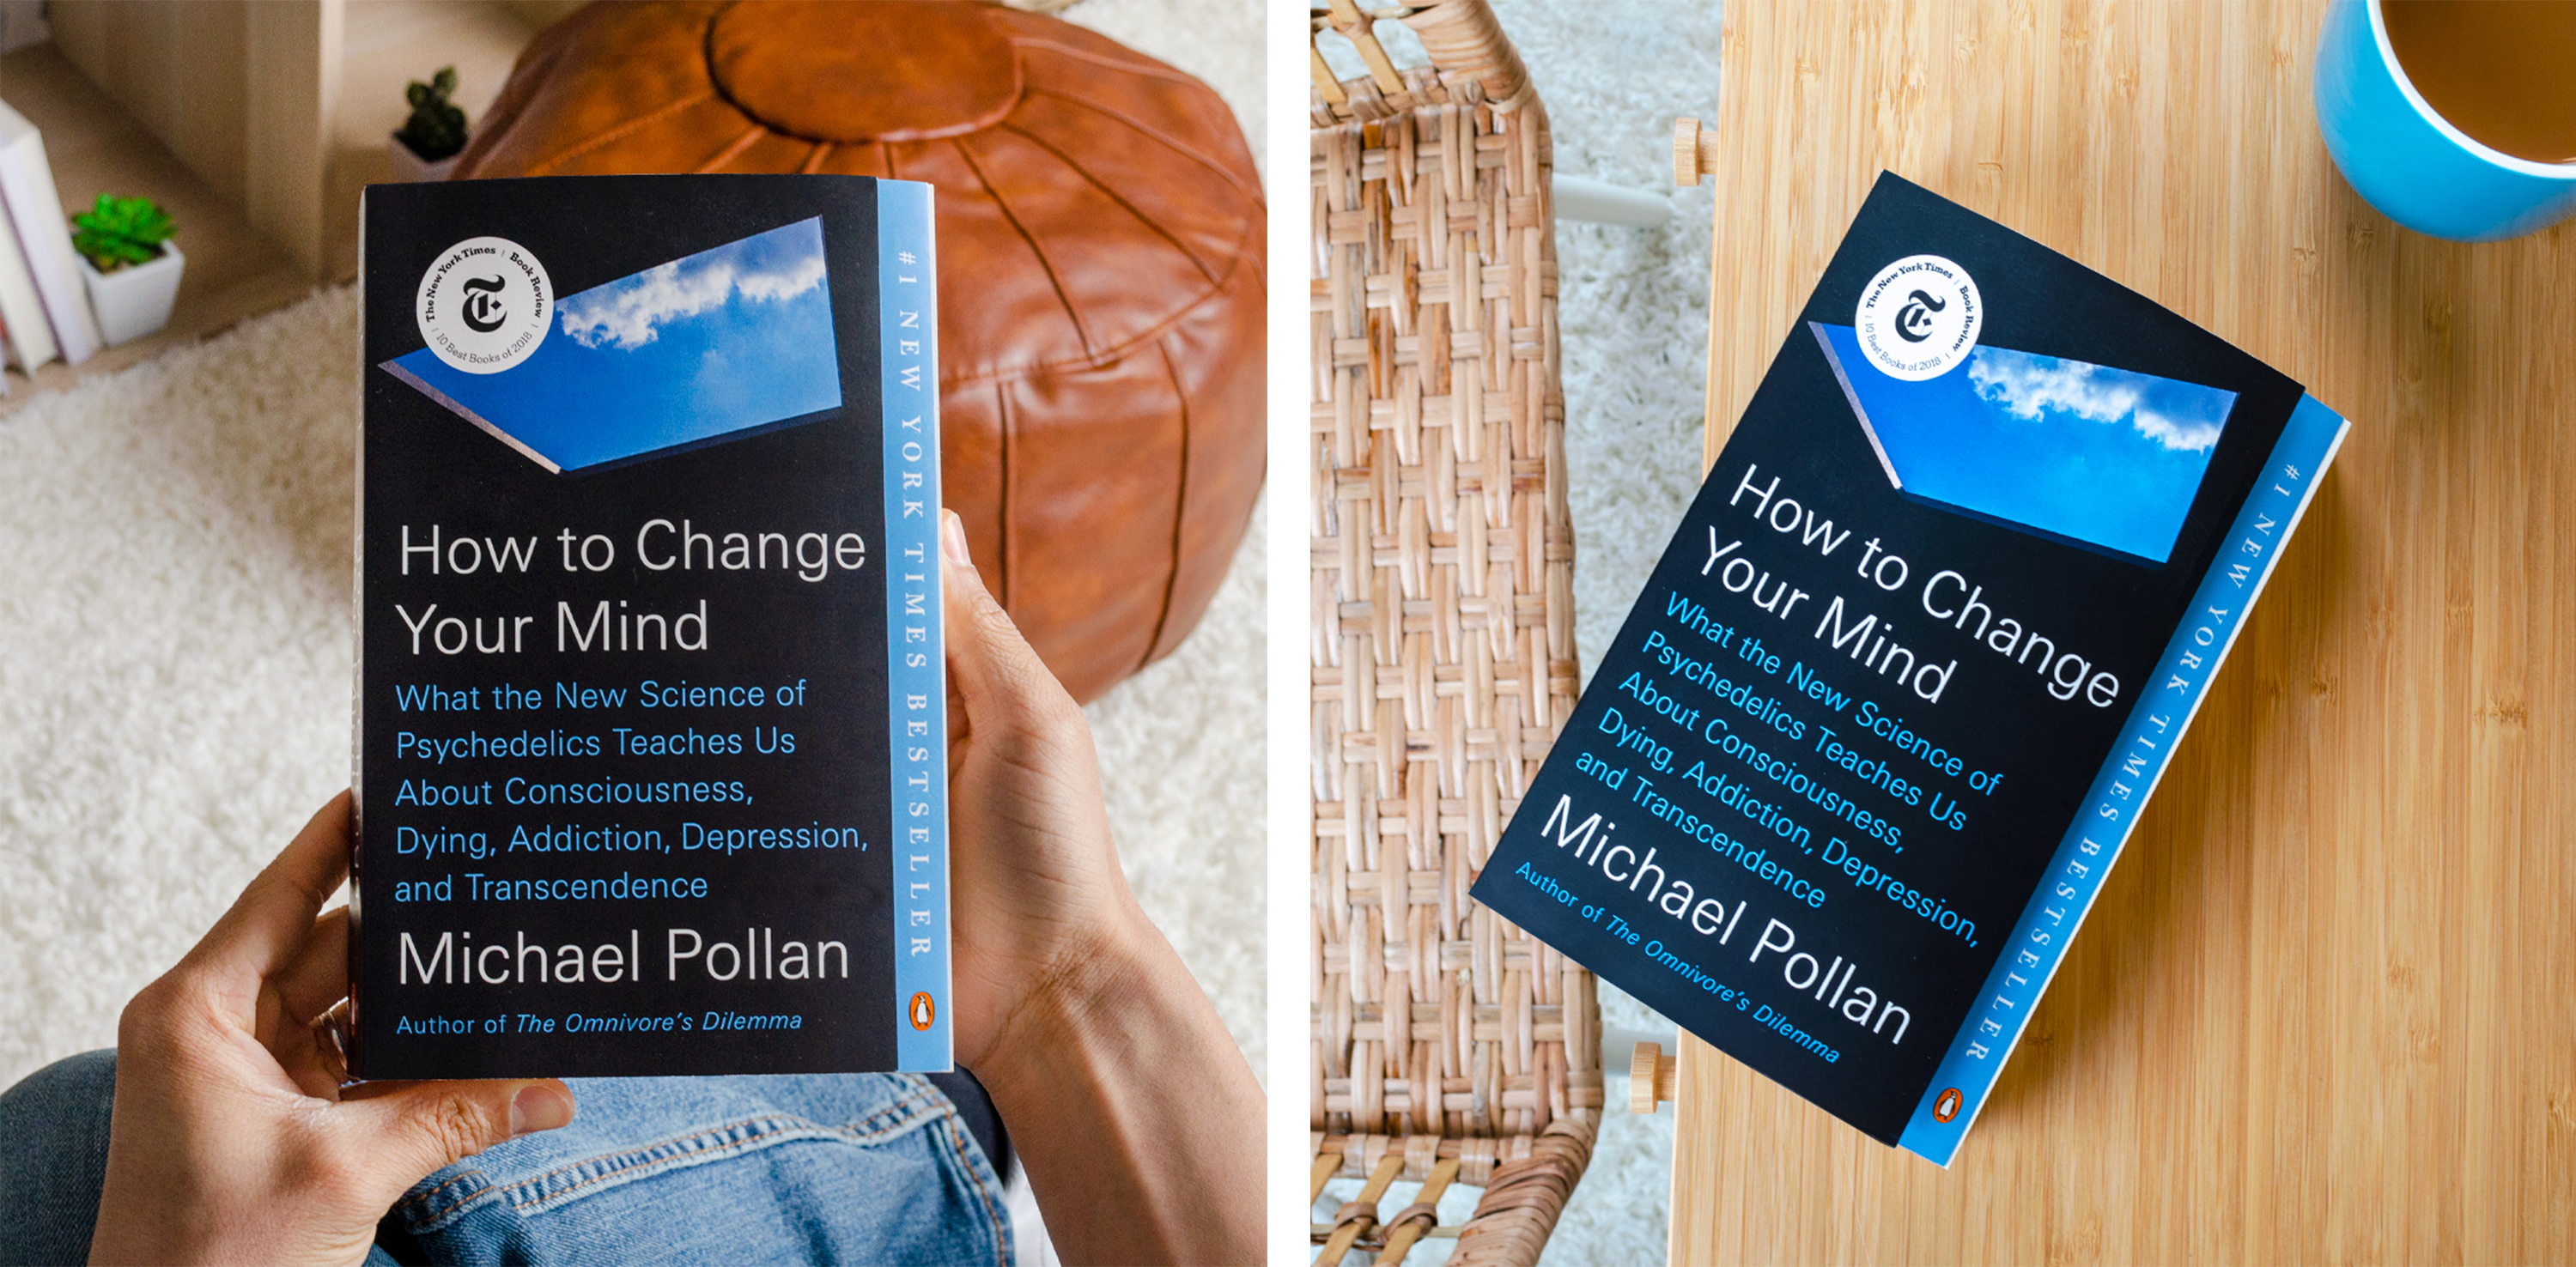 The New York Times | Book Review
| 10 Best Books of 2018 |
How to Change
Your Mind
What the New Science of
Psychedelics Teaches Us
About Consciousness,
Dying, Addiction, Depression,
and Transcendence
Michael Pollan
Author of The Omnivore's Dilemma
#1 NEW YORK TIMES BESTSELLER
The New York Times | Book Review
| 10 Best Books of 2018 |
How to Change
Your Mind
What the New Science of
Psychedelics Teaches Us
About Consciousness,
Dying, Addiction, Depression,
and Transcendence
Michael Pollan
Author of The Omnivore's Dilemma
#1 NEW YORK TIMES BESTSELLER